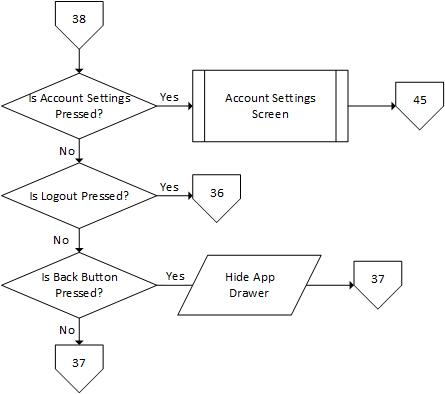 38
Is Account Settings
Pressed?
Yes
Account Settings
Screen
45
No
Is Logout Pressed?
Yes
36
No
Is Back Button
Pressed?
Yes
Hide App
Drawer
37
No
37